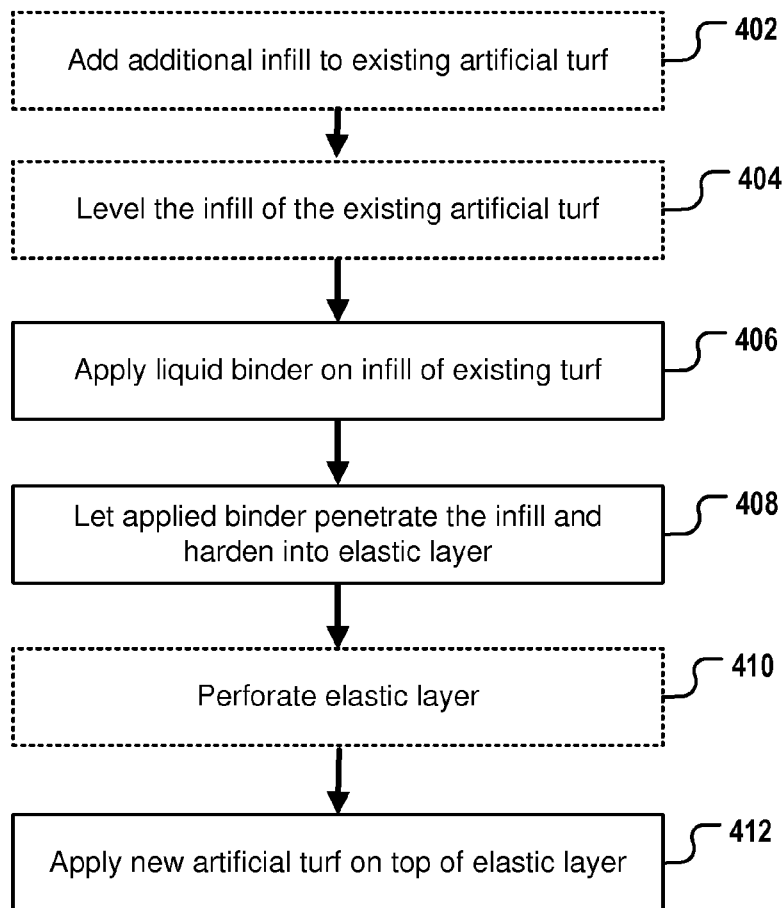 Add additional infill to existing artificial turf
402
Level the infill of the existing artificial turf
404
Apply liquid binder on infill of existing turf
406
Let applied binder penetrate the infill and
harden into elastic layer
408
Perforate elastic layer
410
Apply new artificial turf on top of elastic layer
412